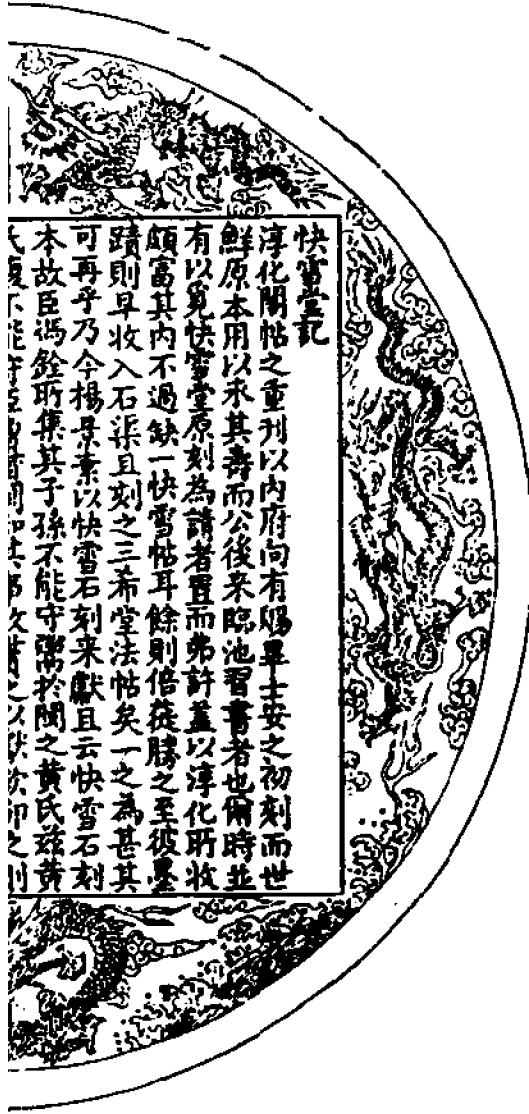 快雪堂記
淳化閣帖之重刊以內府向有賜畢士安之初刻而世
鮮原本用以永其壽而公後来臨池習書者也爾時並
有以覓快雪堂原刻為請者置而弗許蓋以淳化所收
頗富其內不過缺一快雪帖耳餘則倍蓰勝之至彼墨
蹟則早收入石渠且刻之三希堂法帖矣一之為甚其
可再乎乃今楊景素以快雪石刻来獻且云快雪石刻
本故臣馮銓所集其子孫不能守鬻於閩之黃氏茲黃
氏復不能守